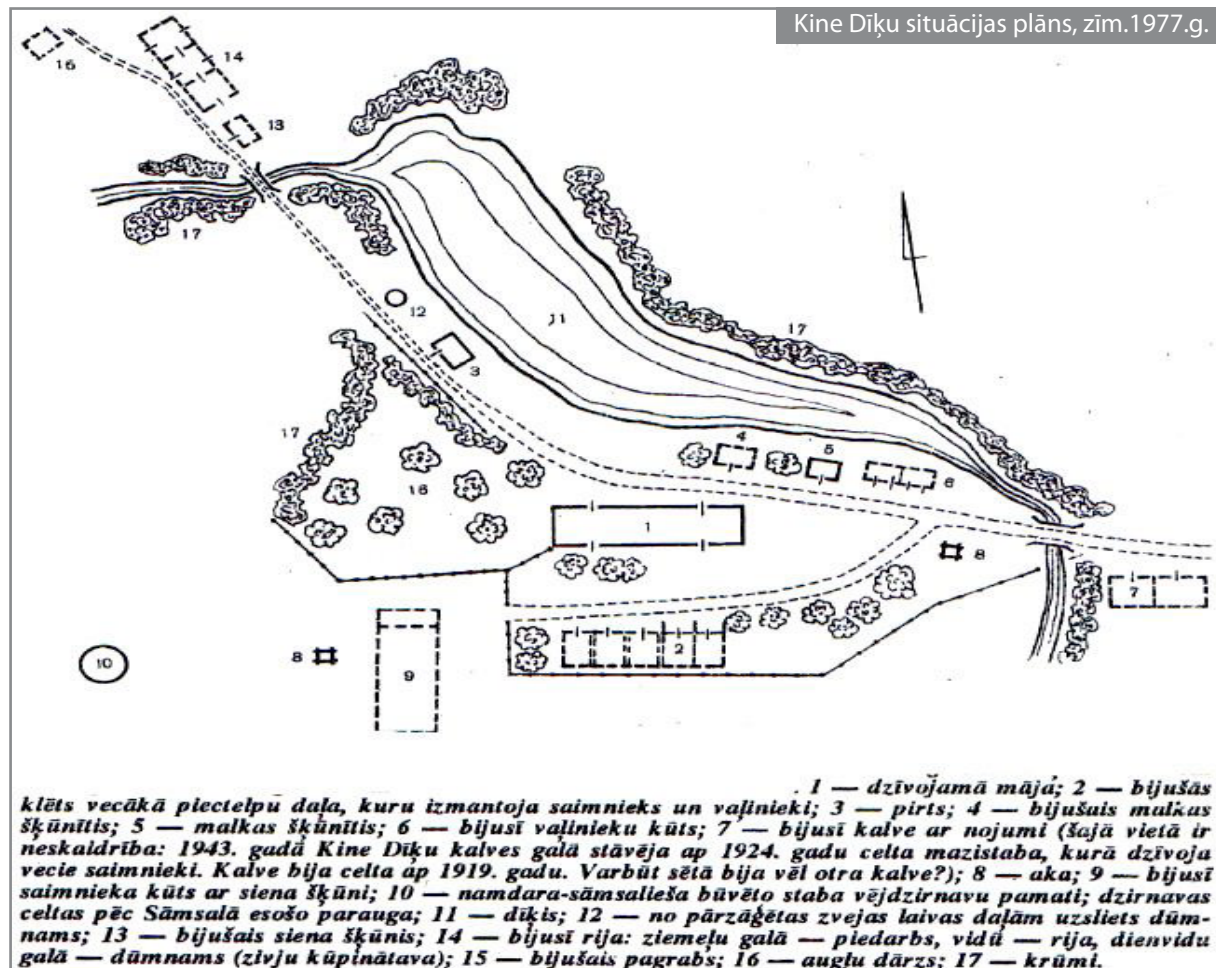 Kine Dīķu situācijas plāns, zīm.1977.g.
16
14
13
17
12
3
11
17
17
16
4
5
6
1
8
7
2
8
9
10
. 1 — dzīvojamā māja; 2 — bijušās
klēts vecākā piectelpu daļa, kuru izmantoja saimnieks un vaļinieki; 3 — pirts; 4 — bijušais malkas
šķūnītis; 5 — malkas šķūnītis; 6 — bijusī vaļinieku kūts; 7 — bijusī kalve ar nojumi (šajā vietā ir
neskaidrība: 1943. gadā Kine Dīķu kalves galā stāvēja ap 1924. gadu celta mazistaba, kurā dzīvoja
vecie saimnieki. Kalve bija celta ap 1919. gadu. Varbūt sētā bija vēl otra kalve?); 8 — aka; 9 — bijusī
saimnieka kūts ar siena šķūni; 10 — namdara-sāmsalieša būvēto staba vējdzirnavu pamati; dzirnavas
celtas pēc Sāmsalā esošo parauga; 11 — dīķis; 12 — no pārzāģētas zvejas laivas daļām uzsliets dūm-
nams; 13 — bijušais siena šķūnis; 14 — bijusī rija: ziemeļu galā — piedarbs, vidū — rija, dienvidu
galā — dūmnams (zivju kūpinātava); 15 — bijušais pagrabs; 16 — augļu dārzs; 17 — krūmi.